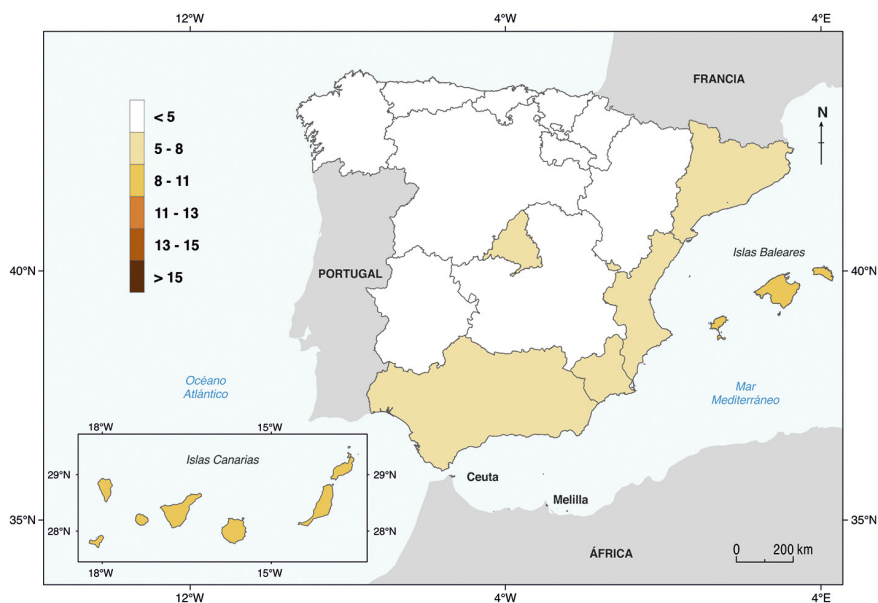 12°W
4°W
4°E
FRANCIA
N
< 5
5 - 8
8 - 11
11 - 13
13 - 15
> 15
Islas Baleares
40°N
PORTUGAL
40°N
Océano
Atlántico
Mar
Mediterráneo
18°W
15°W
Islas Canarias
29°N
29°N
Ceuta
Melilla
35°N
28°N
28°N
35°N
ÁFRICA
0
200 km
18°W
15°W
12°W
4°W
4°E